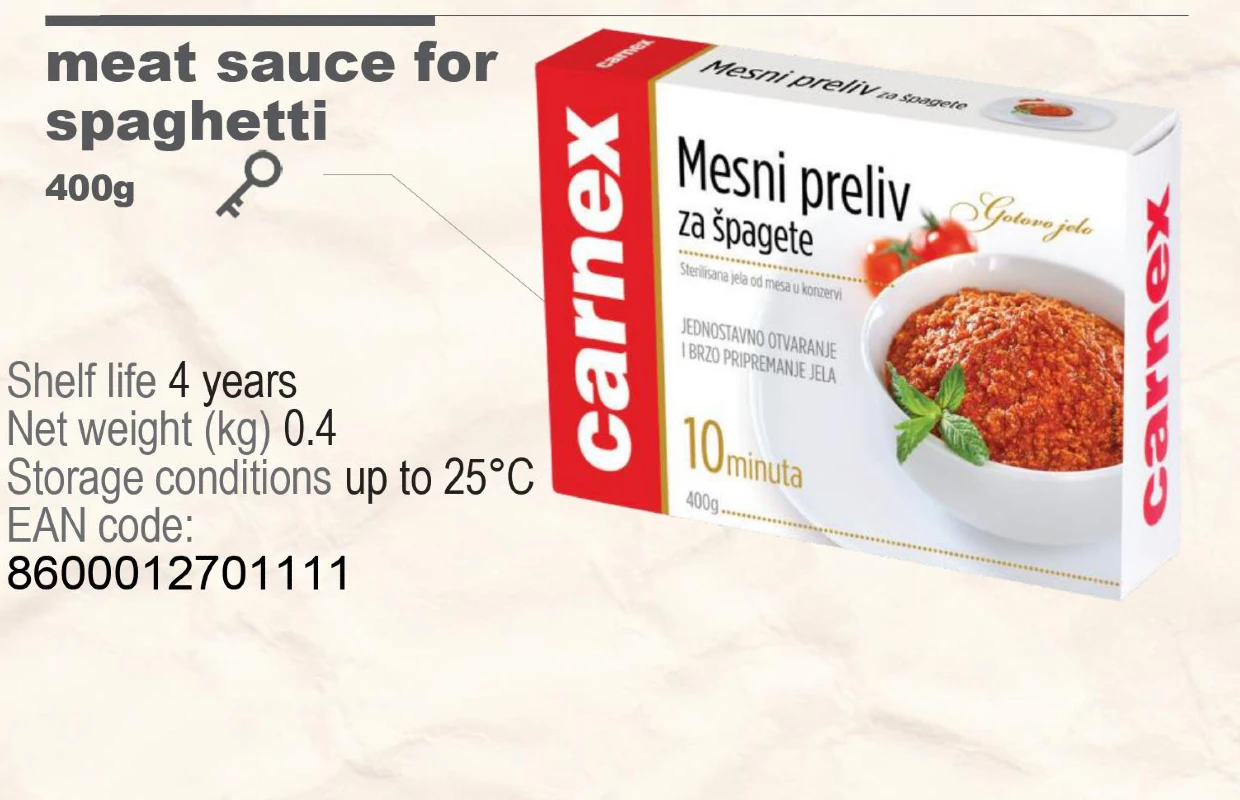 meat sauce for
spaghetti
400g
Shelf life 4 years
Net weight (kg) 0.4
Storage conditions up to 25°C
EAN code:
8600012701111
carnex
Mesni preliv za špagete
carnex
Mesni preliv
za špagete
Gotovo jelo
Sterilisana jela od mesa u konzervi
JEDNOSTAVNO OTVARANJE
I BRZO PRIPREMANJE JELA
10 minuta
400g
carnex